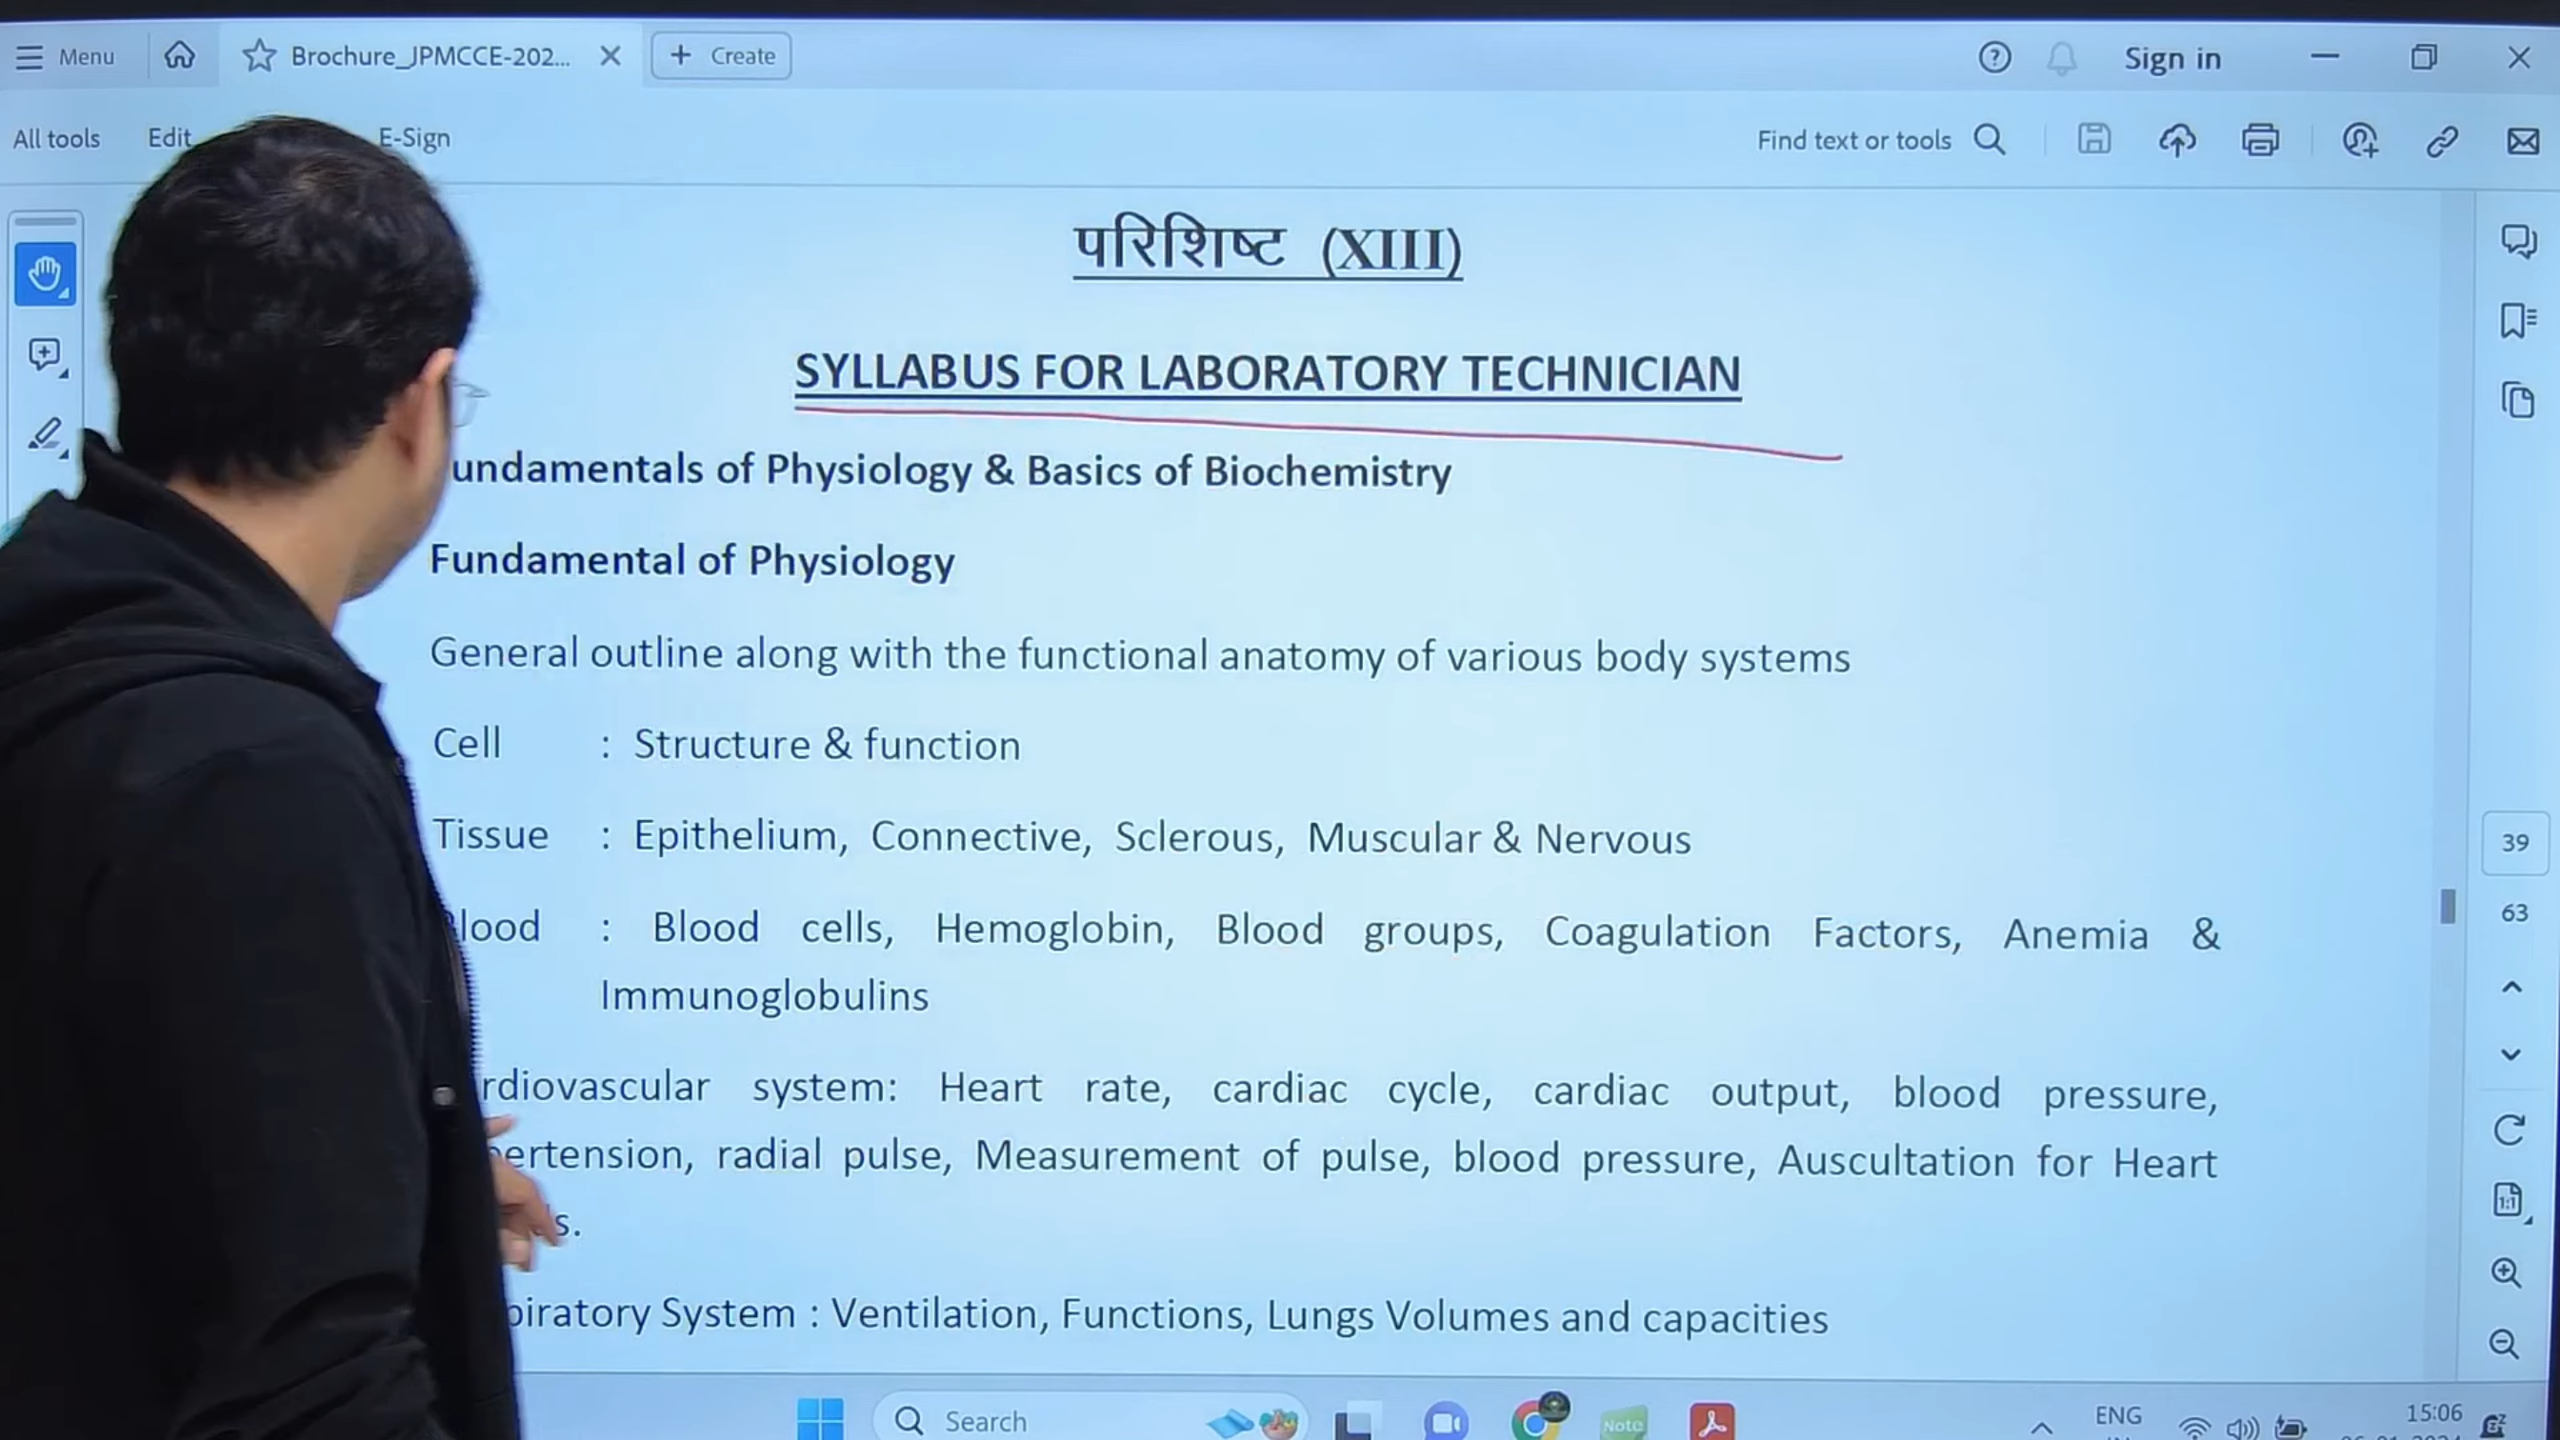 Menu
Brochure_JPMCCE-202...
Create
Sign in
All tools
Edit
E-Sign
Find text or tools
परिशिष्ट (XIII)
SYLLABUS FOR LABORATORY TECHNICIAN
undamentals of Physiology & Basics of Biochemistry
Fundamental of Physiology
General outline along with the functional anatomy of various body systems
Cell : Structure & function
Tissue : Epithelium, Connective, Sclerous, Muscular & Nervous
lood : Blood cells, Hemoglobin, Blood groups, Coagulation Factors, Anemia &
Immunoglobulins
rdiovascular system: Heart rate, cardiac cycle, cardiac output, blood pressure,
ertension, radial pulse, Measurement of pulse, blood pressure, Auscultation for Heart
s.
piratory System : Ventilation, Functions, Lungs Volumes and capacities
39
63
1:1
Search
Note
ENG
15:06